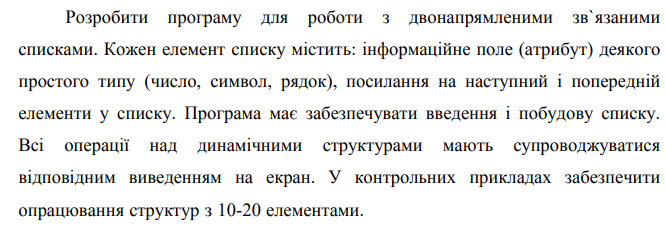 Розробити програму для роботи з двонапрямленими зв`язаними
списками. Кожен елемент списку містить: інформаційне поле (атрибут) деякого
простого типу (число, символ, рядок), посилання на наступний і попередній
елементи у списку. Програма має забезпечувати введення і побудову списку.
Всі операції над динамічними структурами мають супроводжуватися
відповідним виведенням на екран. У контрольних прикладах забезпечити
опрацювання структур з 10-20 елементами.